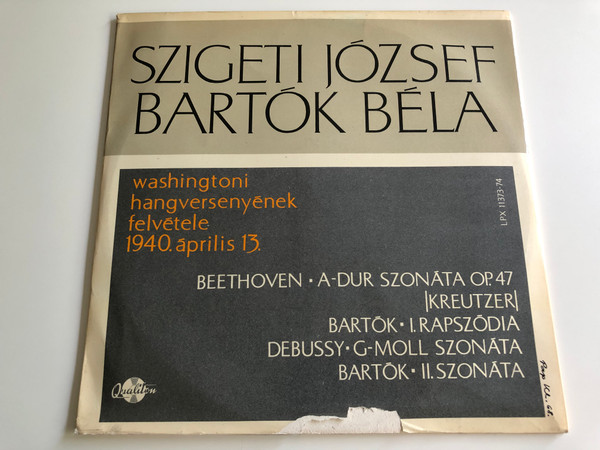 SZIGETI JÓZSEF
BARTÓK BÉLA
washingtoni
hangversenyének
felvétele
1940. április 13.
LPX 11373-74
BEETHOVEN • A-DUR SZONÁTA OP. 47
|KREUTZER|
BARTÓK • I. RAPSZÓDIA
DEBUSSY • G-MOLL SZONÁTA
BARTÓK • II. SZONÁTA
Qualiton